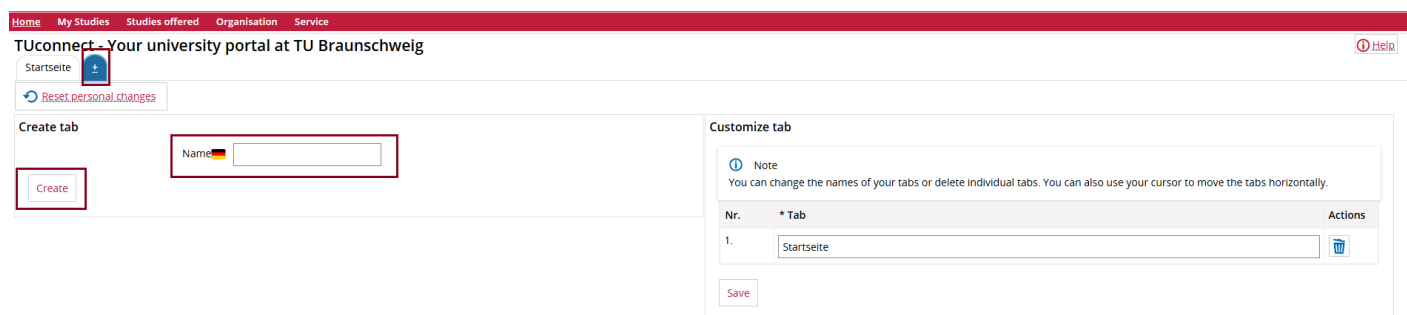 Home My Studies Studies offered Organisation Service
TUconnect - Your university portal at TU Braunschweig
Help
Startseite +
Reset personal changes
Create tab
Name
Create
Customize tab
Note
You can change the names of your tabs or delete individual tabs. You can also use your cursor to move the tabs horizontally.
Nr. * Tab Actions
1. Startseite
Save